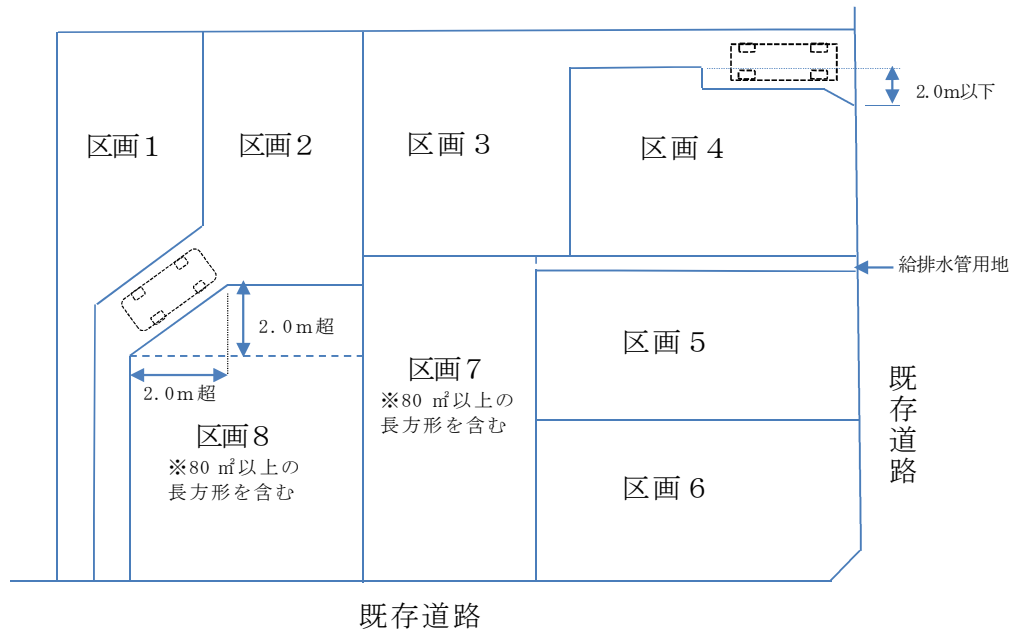 2.0m以下
区画１
区画２
区画３
区画４
給排水管用地
2.0ｍ超
2.0ｍ超
区画５
区画７
※80 ㎡以上の
長方形を含む
既存道路
区画８
※80 ㎡以上の
長方形を含む
区画６
既存道路